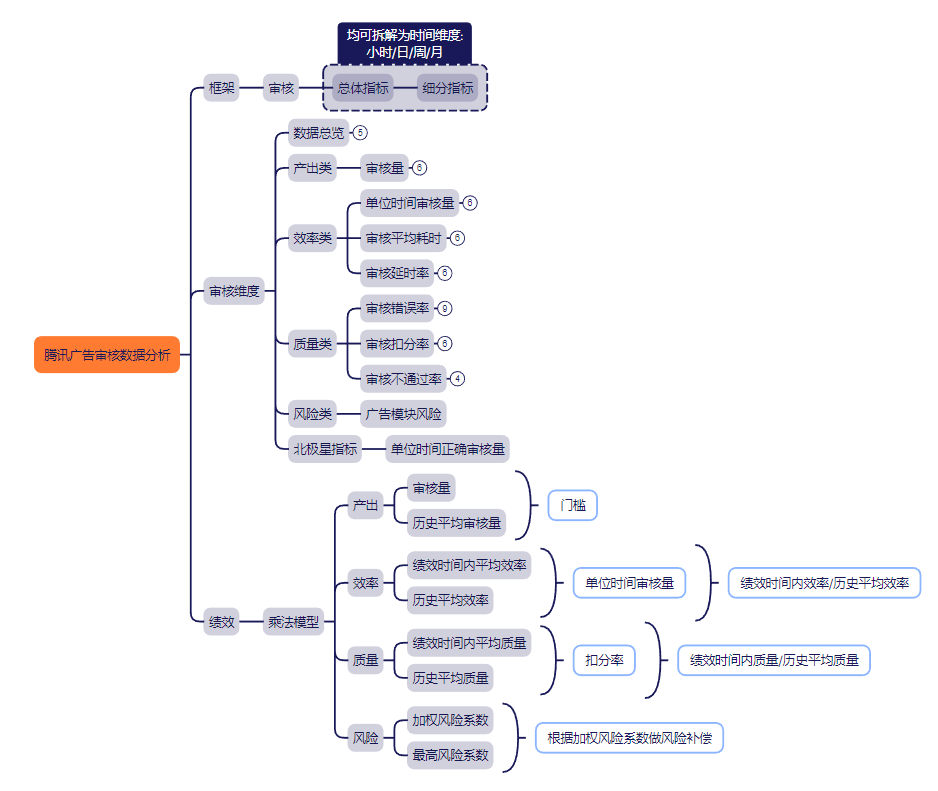 均可拆解为时间维度:
小时/日/周/月
框架
审核
总体指标
细分指标
数据总览
5
产出类
审核量
6
单位时间审核量
6
效率类
审核平均耗时
6
审核延时率
6
审核维度
审核错误率
9
质量类
审核扣分率
6
审核不通过率
4
腾讯广告审核数据分析
风险类
广告模块风险
北极星指标
单位时间正确审核量
产出
审核量
历史平均审核量
门槛
效率
绩效时间内平均效率
历史平均效率
单位时间审核量
绩效时间内效率/历史平均效率
绩效
乘法模型
质量
绩效时间内平均质量
历史平均质量
扣分率
绩效时间内质量/历史平均质量
风险
加权风险系数
最高风险系数
根据加权风险系数做风险补偿